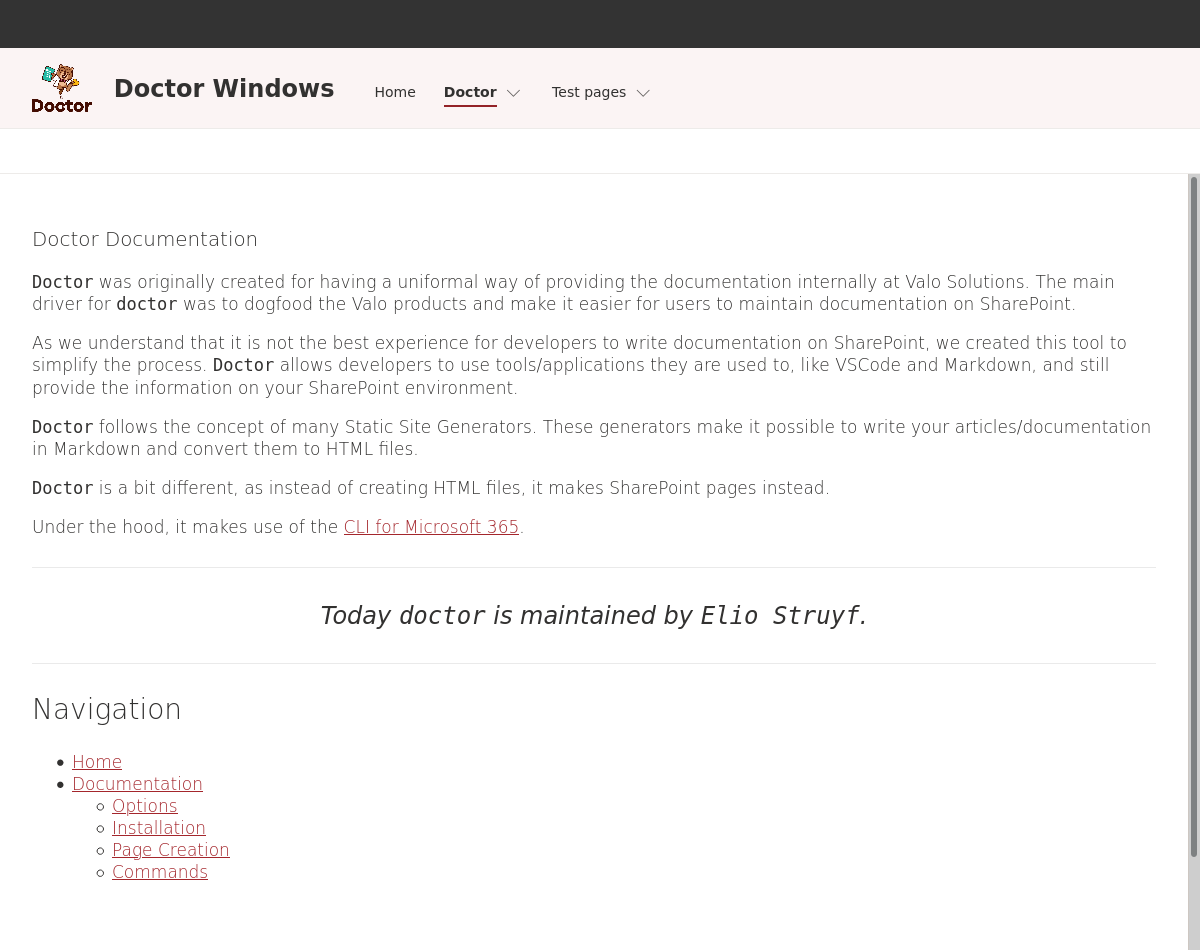 Doctor
Doctor Windows
Home
Doctor
Test pages
Doctor Documentation
Doctor was originally created for having a uniformal way of providing the documentation internally at Valo Solutions. The main
driver for doctor was to dogfood the Valo products and make it easier for users to maintain documentation on SharePoint.
As we understand that it is not the best experience for developers to write documentation on SharePoint, we created this tool to
simplify the process. Doctor allows developers to use tools/applications they are used to, like VSCode and Markdown, and still
provide the information on your SharePoint environment.
Doctor follows the concept of many Static Site Generators. These generators make it possible to write your articles/documentation
in Markdown and convert them to HTML files.
Doctor is a bit different, as instead of creating HTML files, it makes SharePoint pages instead.
Under the hood, it makes use of the CLI for Microsoft 365.
Today doctor is maintained by Elio Struyf.
Navigation
Home
Documentation
Options
Installation
Page Creation
Commands